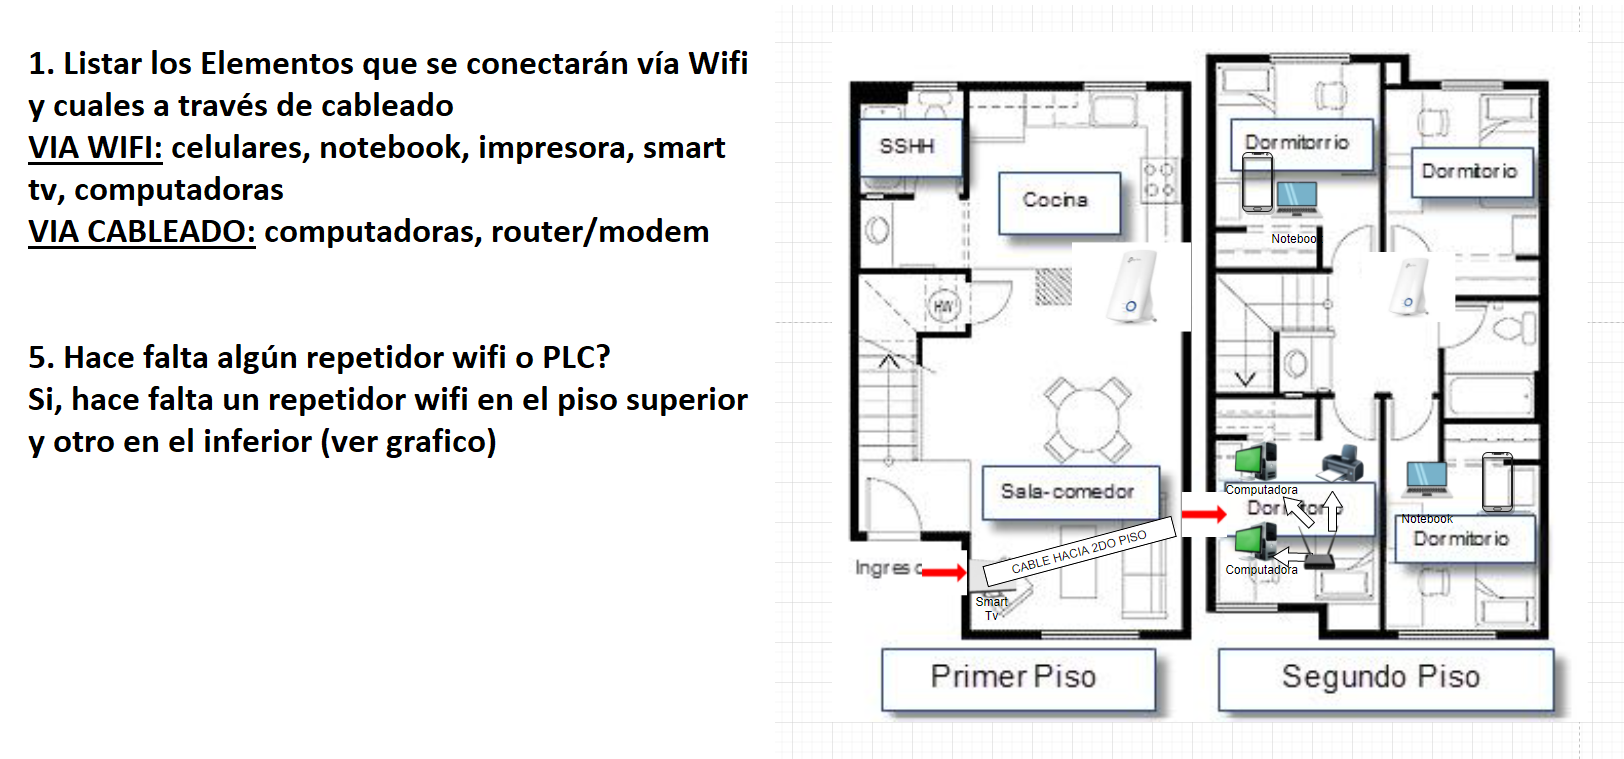 1. Listar los Elementos que se conectarán vía Wifi
y cuales a través de cableado
VIA WIFI: celulares, notebook, impresora, smart
tv, computadoras
VIA CABLEADO: computadoras, router/modem
5. Hace falta algún repetidor wifi o PLC?
Si, hace falta un repetidor wifi en el piso superior
y otro en el inferior (ver grafico)
SSHH
Cocina
HW
Sala-comedor
CABLE HACIA 2DO PISO
Ingreso
Smart
Tv
Primer Piso
Dormitorrio
Dormitorio
Notebook
Computadora
Dormitorio
Computadora
Notebook
Dormitorio
Segundo Piso